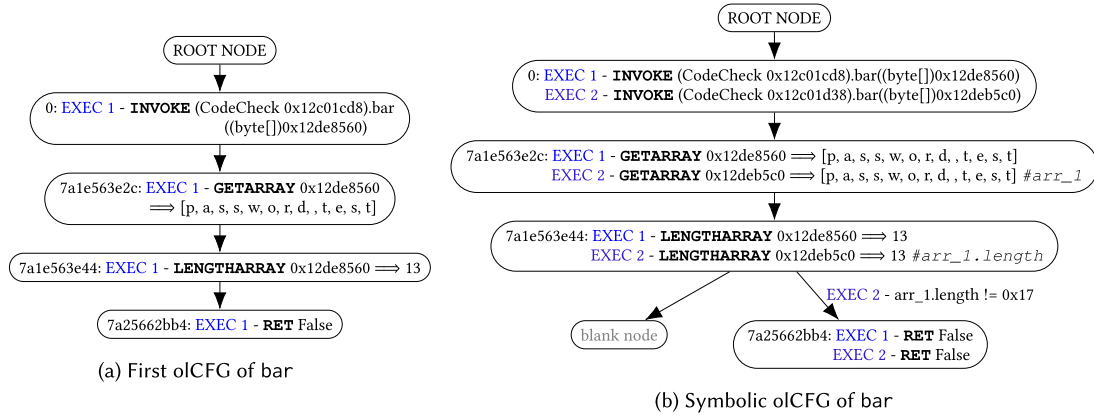 ROOT NODE
0: EXEC 1 - INVOKE (CodeCheck 0x12c01cd8).bar
((byte[])0x12de8560)
7a1e563e2c: EXEC 1 - GETARRAY 0x12de8560
⟹ [p, a, s, s, w, o, r, d, , t, e, s, t]
7a1e563e44: EXEC 1 - LENGTHARRAY 0x12de8560 ⟹ 13
7a25662bb4: EXEC 1 - RET False
(a) First olCFG of bar
ROOT NODE
0: EXEC 1 - INVOKE (CodeCheck 0x12c01cd8).bar((byte[])0x12de8560)
EXEC 2 - INVOKE (CodeCheck 0x12c01d38).bar((byte[])0x12deb5c0)
7a1e563e2c: EXEC 1 - GETARRAY 0x12de8560 ⟹ [p, a, s, s, w, o, r, d, , t, e, s, t]
EXEC 2 - GETARRAY 0x12deb5c0 ⟹ [p, a, s, s, w, o, r, d, , t, e, s, t] #arr_1
7a1e563e44: EXEC 1 - LENGTHARRAY 0x12de8560 ⟹ 13
EXEC 2 - LENGTHARRAY 0x12deb5c0 ⟹ 13 #arr_1.length
EXEC 2 - arr_1.length != 0x17
blank node
7a25662bb4: EXEC 1 - RET False
EXEC 2 - RET False
(b) Symbolic olCFG of bar